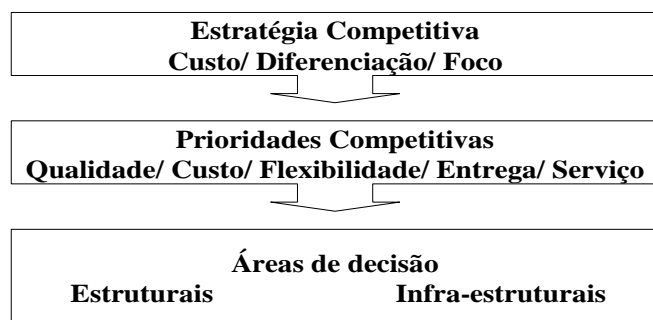 Estratégia Competitiva
Custo/ Diferenciação/ Foco
Prioridades Competitivas
Qualidade/ Custo/ Flexibilidade/ Entrega/ Serviço
Áreas de decisão
Estruturais Infra-estruturais